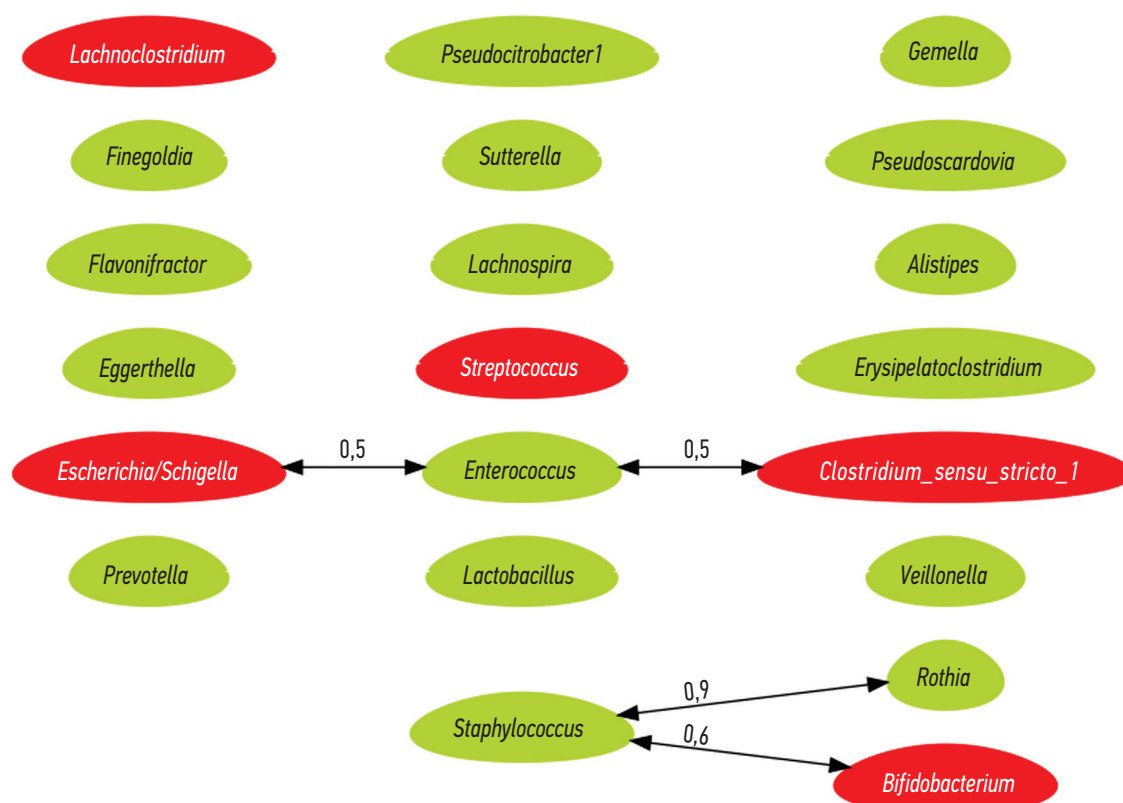 Lachnoclostridium
Pseudocitrobacter1
Gemella
Finegoldia
Sutterella
Pseudoscardovia
Flavonifractor
Lachnospira
Alistipes
Eggerthella
Streptococcus
Erysipelatoclostridium
Escherichia/Schigella
0,5
Enterococcus
0,5
Clostridium_sensu_stricto_1
Prevotella
Lactobacillus
Veillonella
Rothia
0,9
Staphylococcus
0,6
Bifidobacterium